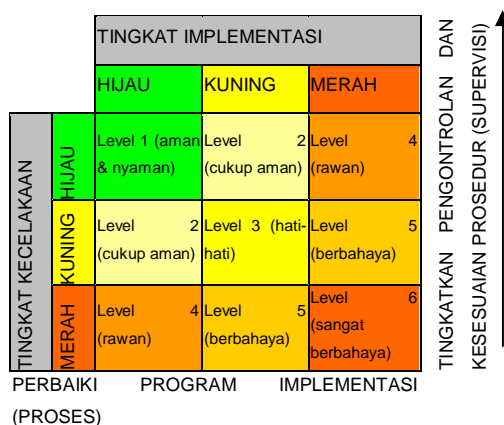 TINGKAT IMPLEMENTASI
HIJAU KUNING MERAH
TINGKAT KECELAKAAN
HIJAU
Level 1 (aman
& nyaman)
Level 2
(cukup aman)
Level 4
(rawan)
KUNING
Level 2
(cukup aman)
Level 3 (hati-
hati)
Level 5
(berbahaya)
MERAH
Level 4
(rawan)
Level 5
(berbahaya)
Level 6
(sangat
berbahaya)
TINGKATKAN PENGONTROLAN DAN
KESESUAIAN PROSEDUR (SUPERVISI)
PERBAIKI PROGRAM IMPLEMENTASI
(PROSES)